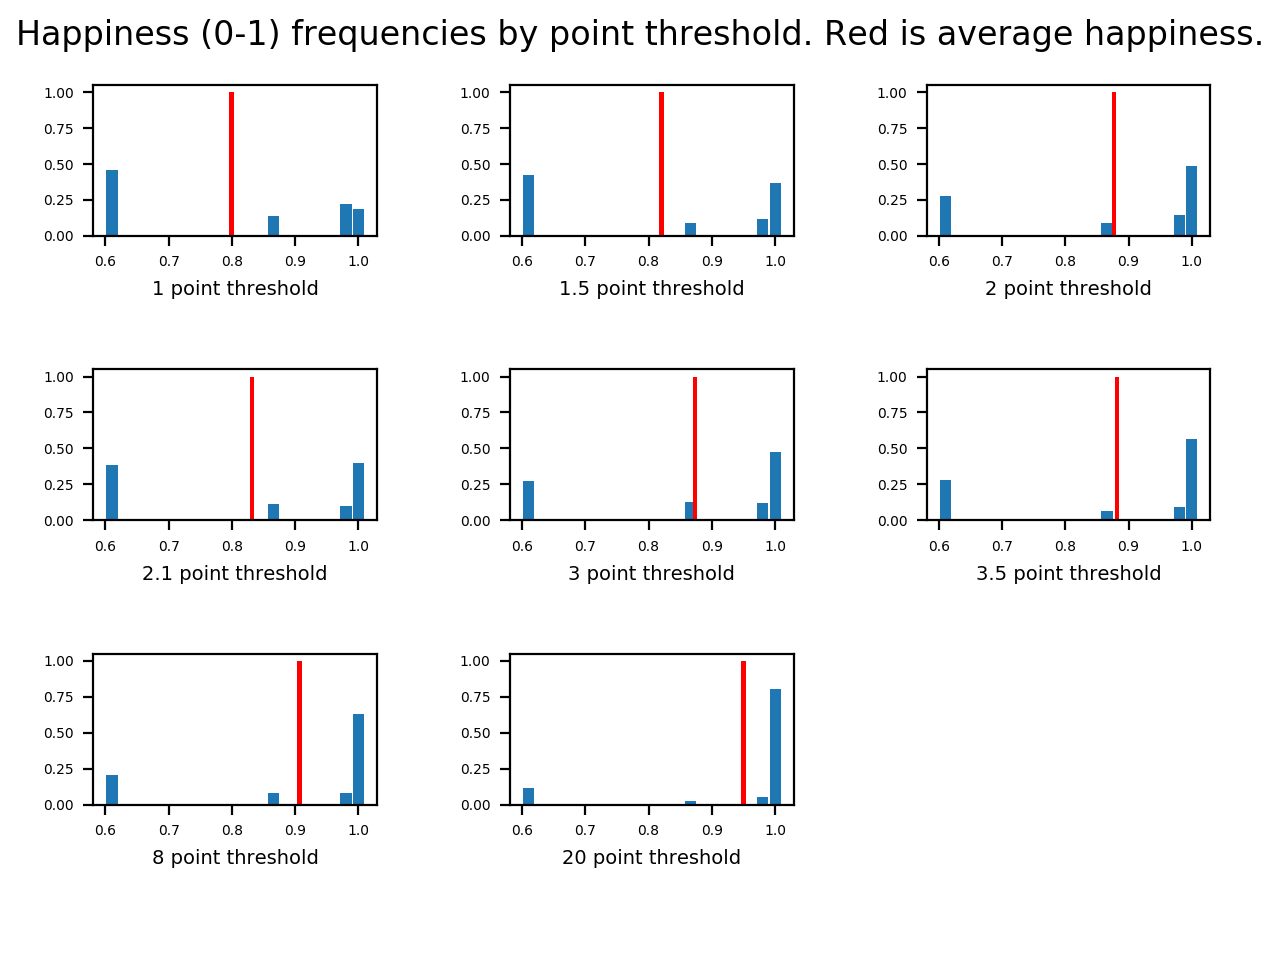 Happiness (0-1) frequencies by point threshold. Red is average happiness.
1.00 1.00 1.00
0.75 0.75 0.75
0.50 0.50 0.50
0.25 0.25 0.25
0.00 0.00 0.00
0.6 0.7 0.8 0.9 1.0 0.6 0.7 0.8 0.9 1.0 0.6 0.7 0.8 0.9 1.0
1 point threshold 1.5 point threshold 2 point threshold
1.00 1.00 1.00
0.75 0.75 0.75
0.50 0.50 0.50
0.25 0.25 0.25
0.00 0.00 0.00
0.6 0.7 0.8 0.9 1.0 0.6 0.7 0.8 0.9 1.0 0.6 0.7 0.8 0.9 1.0
2.1 point threshold 3 point threshold 3.5 point threshold
1.00 1.00
0.75 0.75
0.50 0.50
0.25 0.25
0.00 0.00
0.6 0.7 0.8 0.9 1.0 0.6 0.7 0.8 0.9 1.0
8 point threshold 20 point threshold